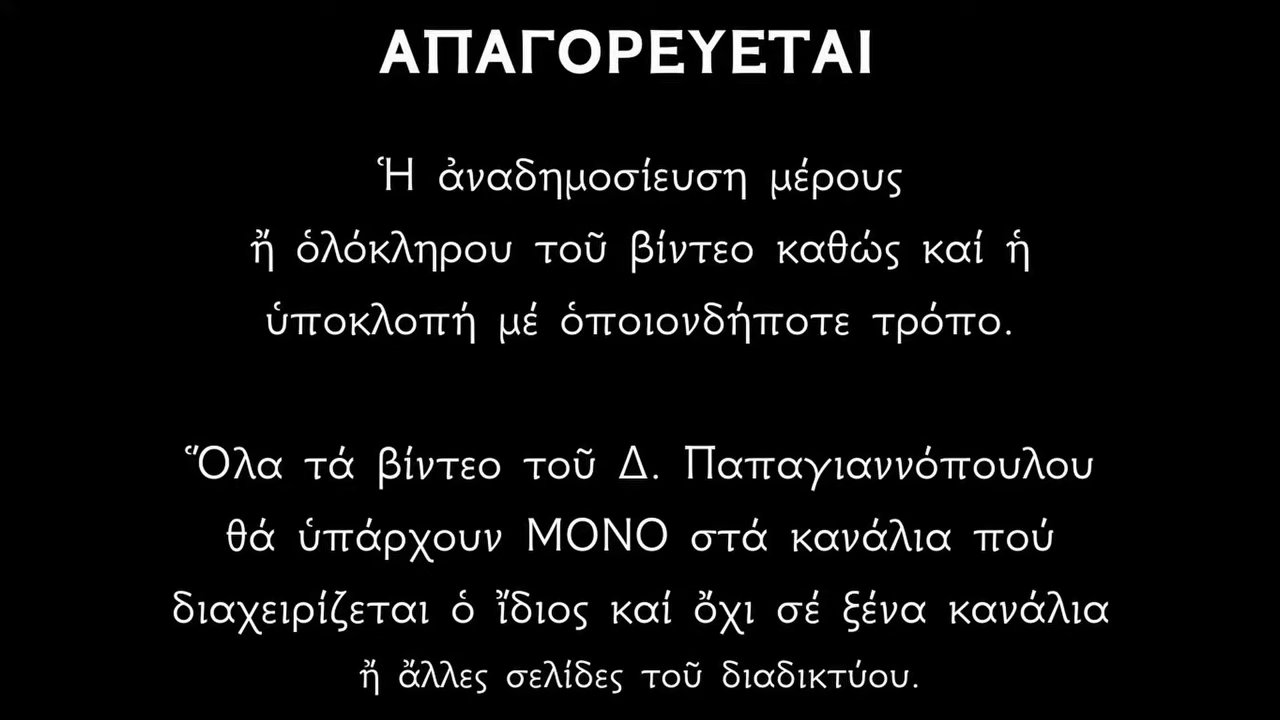 ΑΠΑΓΟΡΕΥΕΤΑΙ
Ἡ ἀναδημοσίευση μέρους
ἤ ὁλόκληρου τοῦ βίντεο καθώς καί ἡ
ὑποκλοπή μέ ὁποιονδήποτε τρόπο.
Ὅλα τά βίντεο τοῦ Δ. Παπαγιαννόπουλου
θά ὑπάρχουν ΜΟΝΟ στά κανάλια πού
διαχειρίζεται ὁ ἴδιος καί ὄχι σέ ξένα κανάλια
ἤ ἄλλες σελίδες τοῦ διαδικτύου.